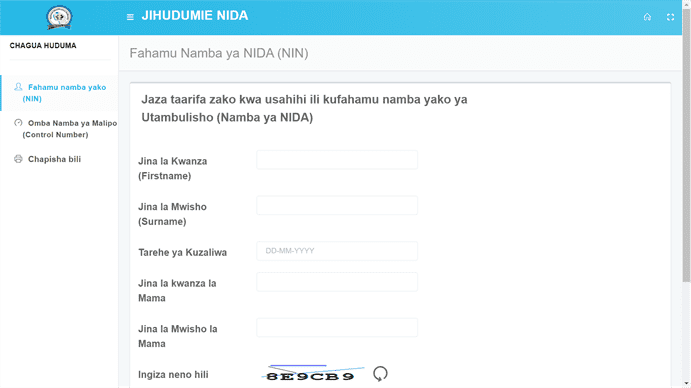 JIHUDUMIE NIDA
CHAGUA HUDUMA
Fahamu namba yako
(NIN)
Omba Namba ya Malipo
(Control Number)
Chapisha bili
Fahamu Namba ya NIDA (NIN)
Jaza taarifa zako kwa usahihi ili kufahamu namba yako ya
Utambulisho (Namba ya NIDA)
Jina la Kwanza
(Firstname)
Jina la Mwisho
(Surname)
Tarehe ya Kuzaliwa
DD-MM-YYYY
Jina la kwanza la
Mama
Jina la Mwisho la
Mama
Ingiza neno hili
8E9CB9